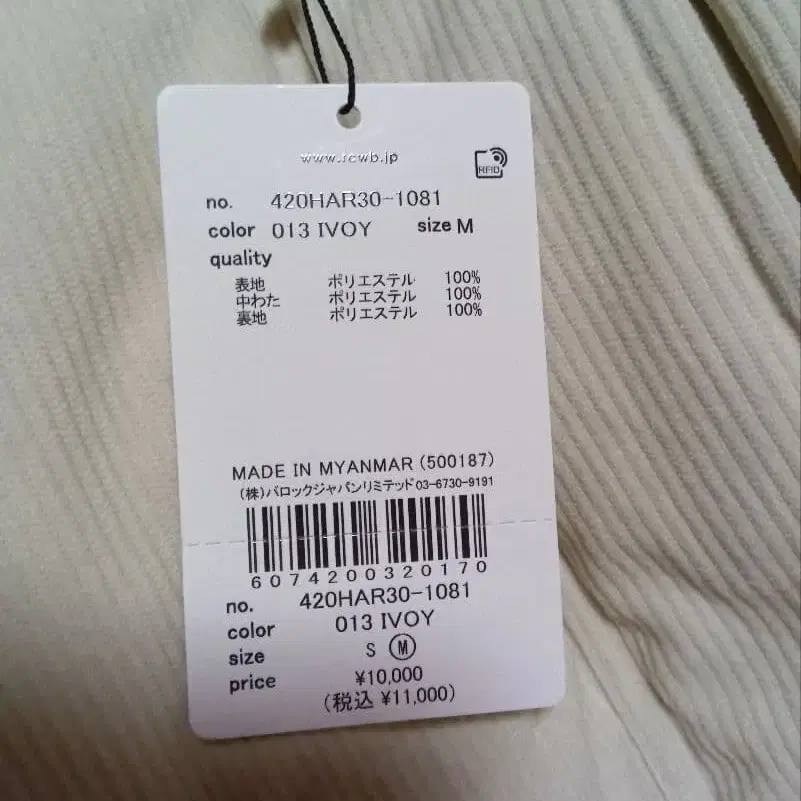 www.rcwb.jp
RFID
no. 420HAR30-1081
color 013 IVOY size M
quality
表地 ポリエステル 100%
中わた ポリエステル 100%
裏地 ポリエステル 100%
MADE IN MYANMAR (500187)
(株)バロックジャパンリミテッド 03-6730-9191
6074200320170
no. 420HAR30-1081
color 013 IVOY
size S M
price ¥10,000
(税込 ¥11,000)